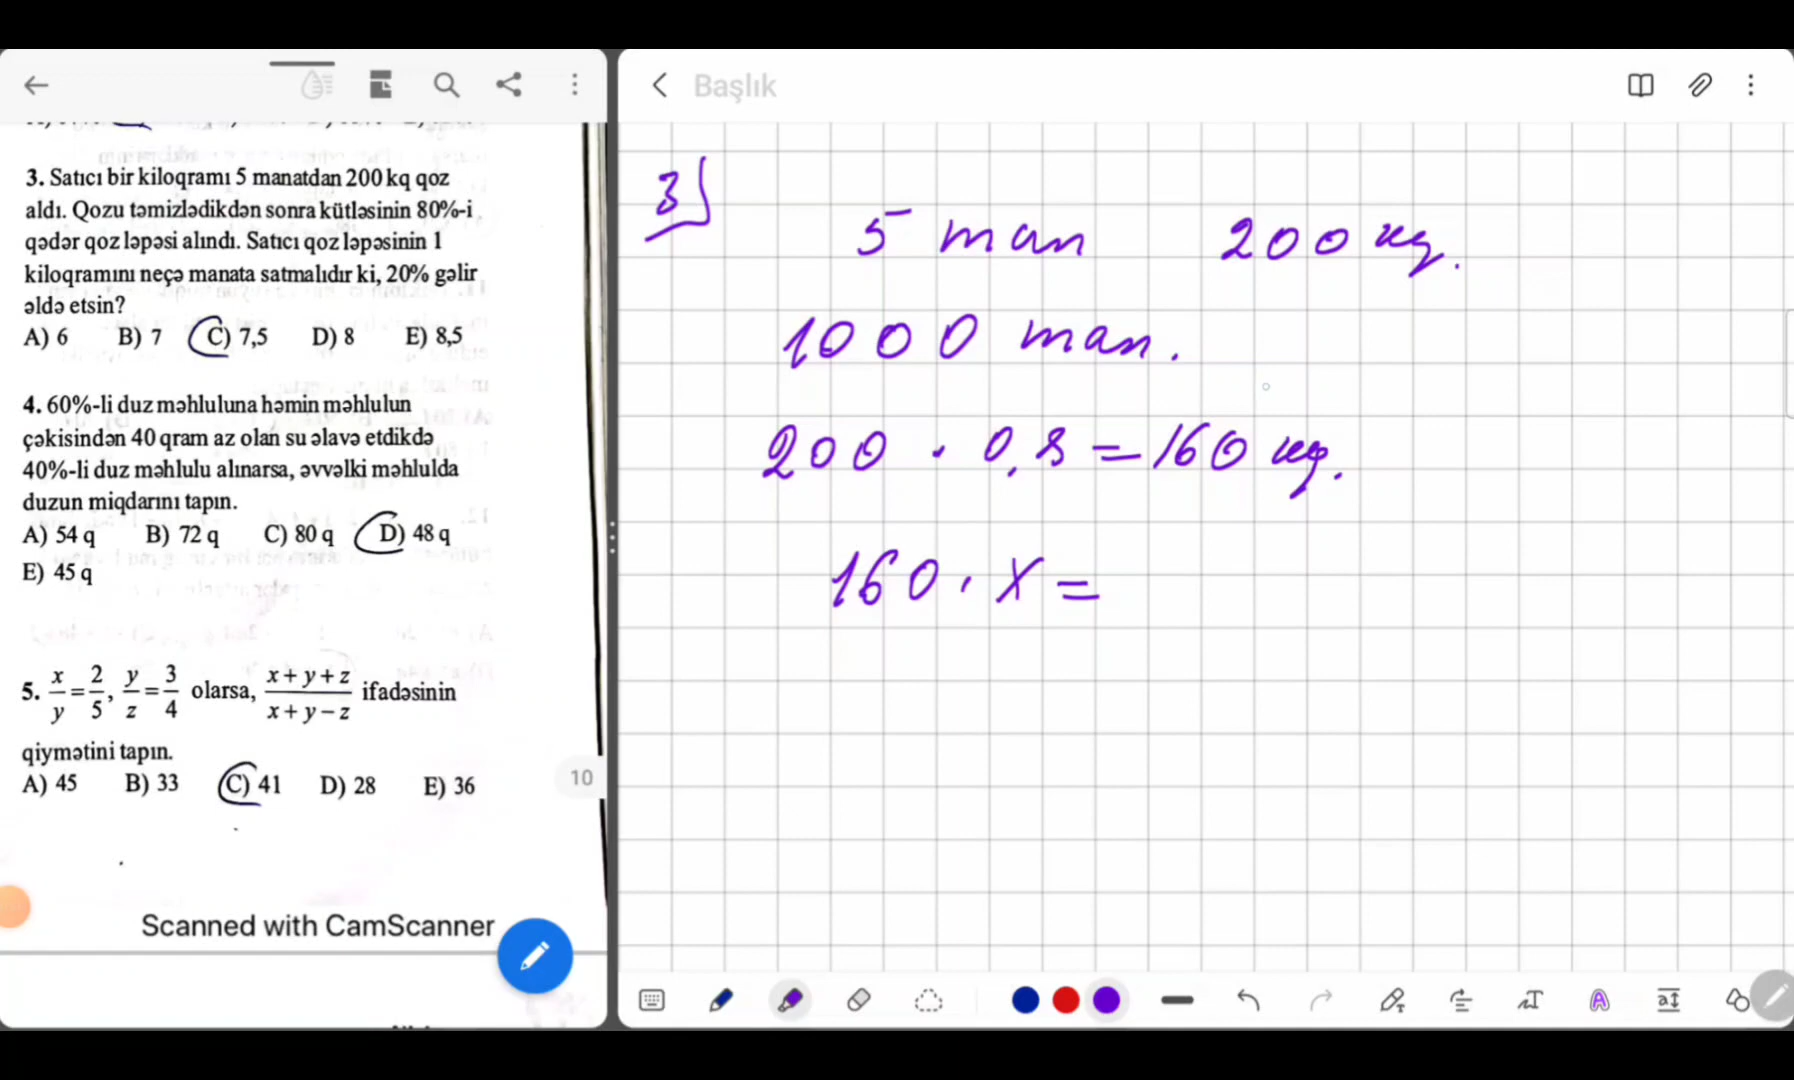 Başlık
3. Satıcı bir kiloqramı 5 manatdan 200 kq qoz
aldı. Qozu təmizlədikdən sonra kütləsinin 80%-i
qədər qoz ləpəsi alındı. Satıcı qoz ləpəsinin 1
kiloqramını neçə manata satmalıdır ki, 20% gəlir
əldə etsin?
A) 6 B) 7 C) 7,5 D) 8 E) 8,5
4. 60%-li duz məhluluna həmin məhlulun
çəkisindən 40 qram az olan su əlavə etdikdə
40%-li duz məhlulu alınarsa, əvvəlki məhlulda
duzun miqdarını tapın.
A) 54 q B) 72 q C) 80 q D) 48 q
E) 45 q
5. x/y = 2/5, y/z = 3/4 olarsa, (x + y + z)/(x + y − z) ifadəsinin
qiymətini tapın.
A) 45 B) 33 C) 41 D) 28 E) 36
10
Scanned with CamScanner
3
5 man 200 кg.
1000 man.
200 · 0,8 = 160 кg.
160 · x =